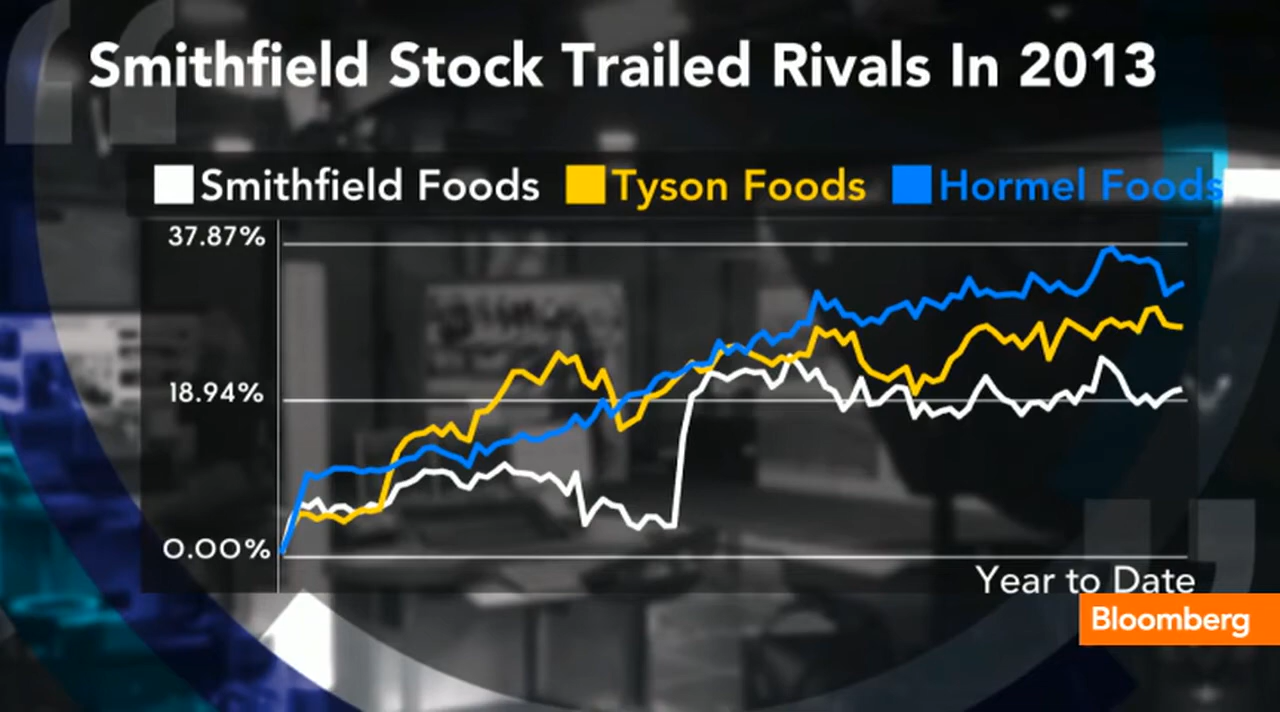 Smithfield Stock Trailed Rivals In 2013
Smithfield Foods Tyson Foods Hormel Foods
37.87%
18.94%
0.00%
Year to Date
Bloomberg